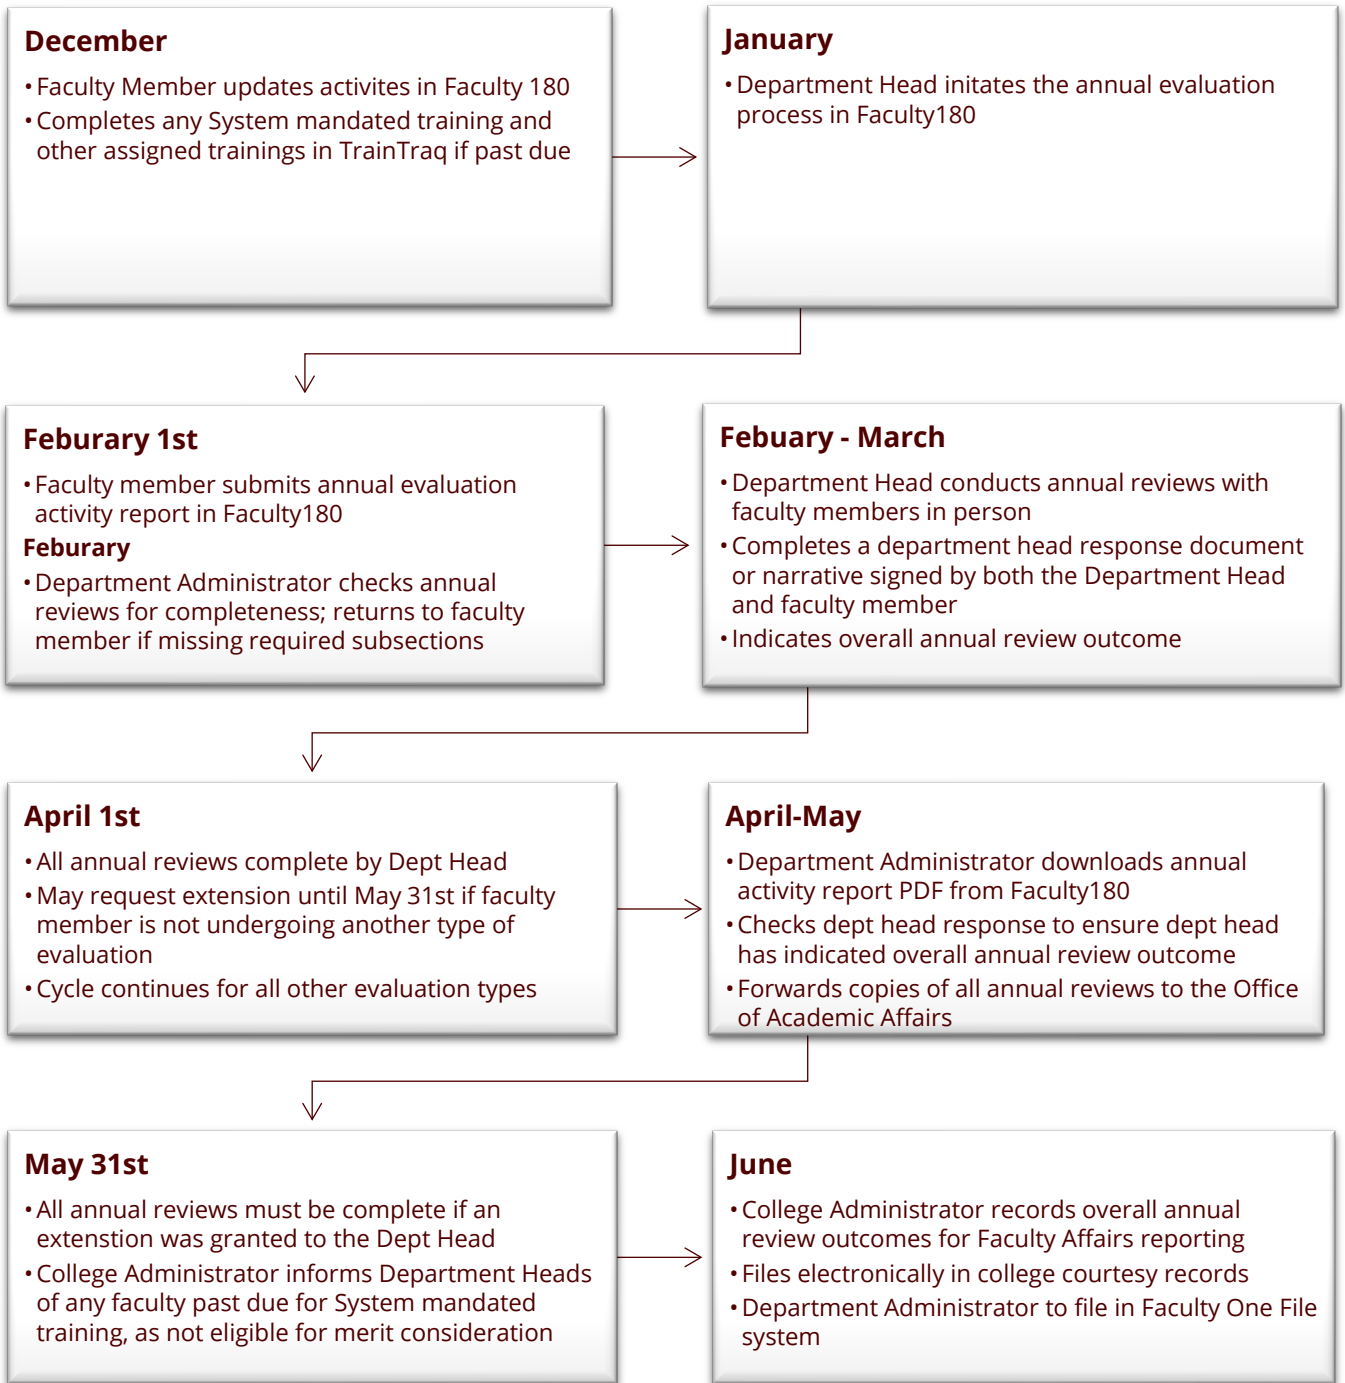 December
• Faculty Member updates activites in Faculty 180
• Completes any System mandated training and
other assigned trainings in TrainTraq if past due
January
• Department Head initates the annual evaluation
process in Faculty180
Feburary 1st
• Faculty member submits annual evaluation
activity report in Faculty180
Feburary
• Department Administrator checks annual
reviews for completeness; returns to faculty
member if missing required subsections
Febuary - March
• Department Head conducts annual reviews with
faculty members in person
• Completes a department head response document
or narrative signed by both the Department Head
and faculty member
• Indicates overall annual review outcome
April 1st
• All annual reviews complete by Dept Head
• May request extension until May 31st if faculty
member is not undergoing another type of
evaluation
• Cycle continues for all other evaluation types
April-May
• Department Administrator downloads annual
activity report PDF from Faculty180
• Checks dept head response to ensure dept head
has indicated overall annual review outcome
• Forwards copies of all annual reviews to the Office
of Academic Affairs
May 31st
• All annual reviews must be complete if an
extenstion was granted to the Dept Head
• College Administrator informs Department Heads
of any faculty past due for System mandated
training, as not eligible for merit consideration
June
• College Administrator records overall annual
review outcomes for Faculty Affairs reporting
• Files electronically in college courtesy records
• Department Administrator to file in Faculty One File
system